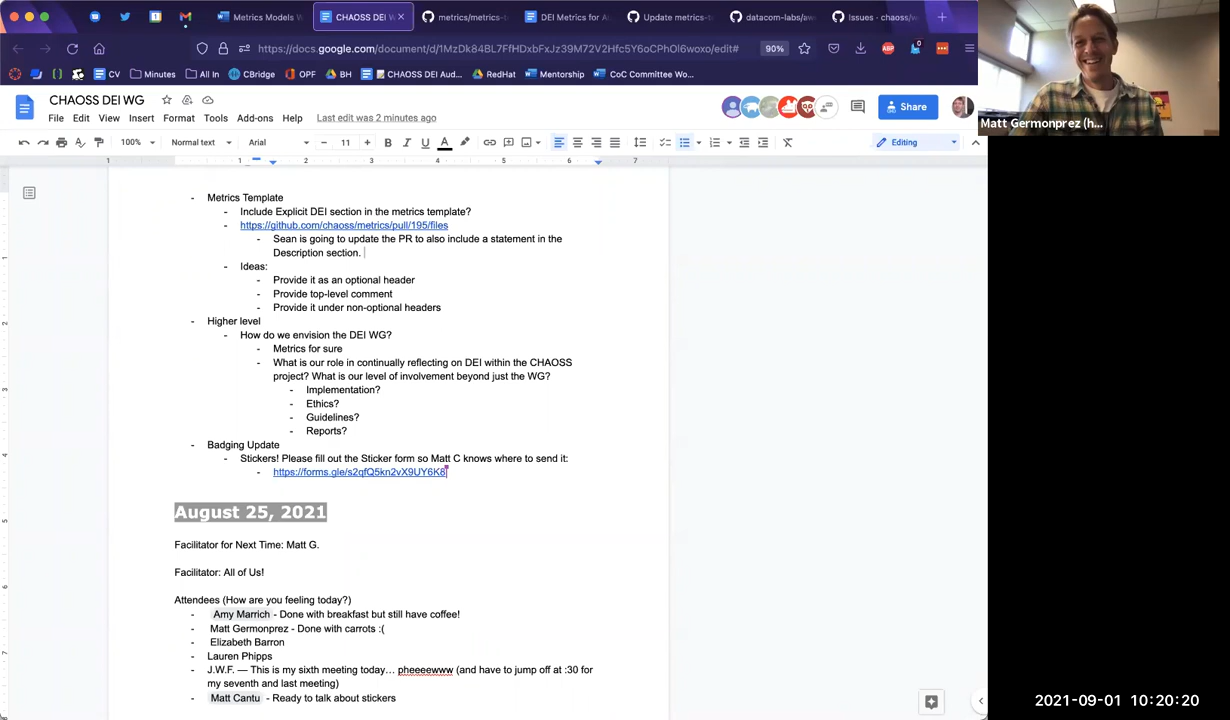 Metrics Models W
CHAOSS DEI W
metrics/metrics-t
DEI Metrics for A
Update metrics-t
datacom-labs/aw
Issues · chaoss/w
https://docs.google.com/document/d/1MzDk84BL7FfHDxbFxJz39M72V2Hfc5Y6oCPhOl6woxo/edit#
90%
CV
Minutes
All In
CBridge
OPF
BH
CHAOSS DEI Aud...
RedHat
Mentorship
CoC Committee Wo...
CHAOSS DEI WG
File Edit View Insert Format Tools Add-ons Help Last edit was 2 minutes ago
Share
100% Normal text Arial 11 Editing
- Metrics Template
- Include Explicit DEI section in the metrics template?
- https://github.com/chaoss/metrics/pull/195/files
- Sean is going to update the PR to also include a statement in the
Description section.
- Ideas:
- Provide it as an optional header
- Provide top-level comment
- Provide it under non-optional headers
- Higher level
- How do we envision the DEI WG?
- Metrics for sure
- What is our role in continually reflecting on DEI within the CHAOSS
project? What is our level of involvement beyond just the WG?
- Implementation?
- Ethics?
- Guidelines?
- Reports?
- Badging Update
- Stickers! Please fill out the Sticker form so Matt C knows where to send it:
- https://forms.gle/s2qfQ5kn2vX9UY6K8
August 25, 2021
Facilitator for Next Time: Matt G.
Facilitator: All of Us!
Attendees (How are you feeling today?)
- Amy Marrich - Done with breakfast but still have coffee!
- Matt Germonprez - Done with carrots :(
- Elizabeth Barron
- Lauren Phipps
- J.W.F. — This is my sixth meeting today... pheeeewww (and have to jump off at :30 for
my seventh and last meeting)
- Matt Cantu - Ready to talk about stickers
Matt Germonprez (h...
2021-09-01 10:20:20